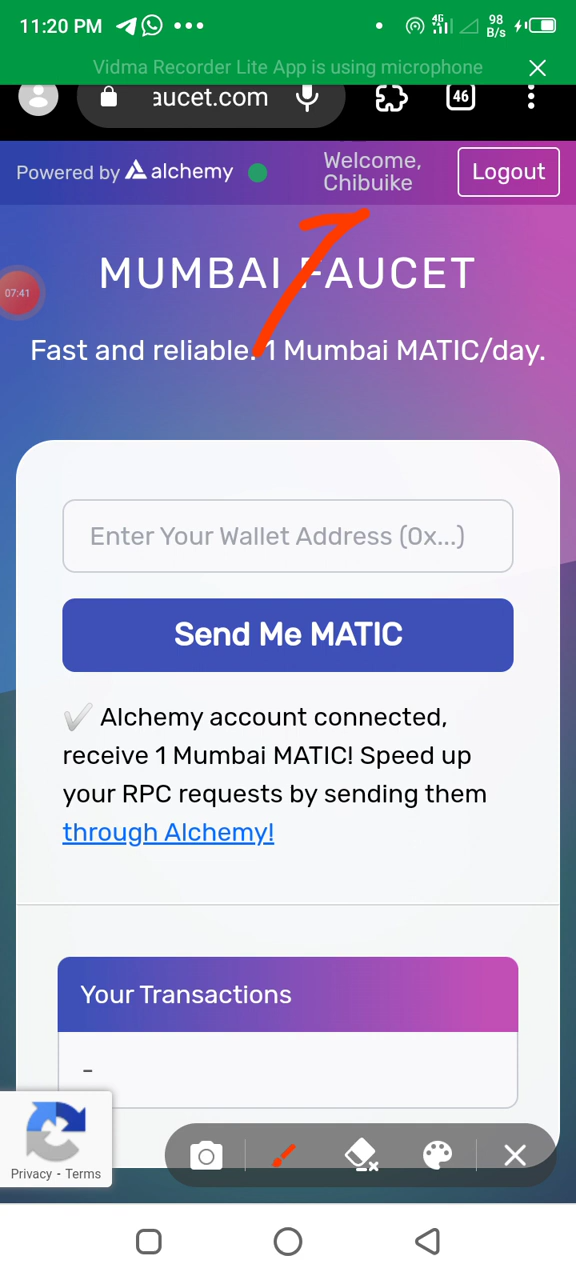 11:20 PM
4G
98
B/s
Vidma Recorder Lite App is using microphone
aucet.com
46
Powered by alchemy
Welcome,
Chibuike
Logout
MUMBAI FAUCET
07:41
Fast and reliable. 1 Mumbai MATIC/day.
Enter Your Wallet Address (0x...)
Send Me MATIC
✔️ Alchemy account connected,
receive 1 Mumbai MATIC! Speed up
your RPC requests by sending them
through Alchemy!
Your Transactions
-
Privacy - Terms